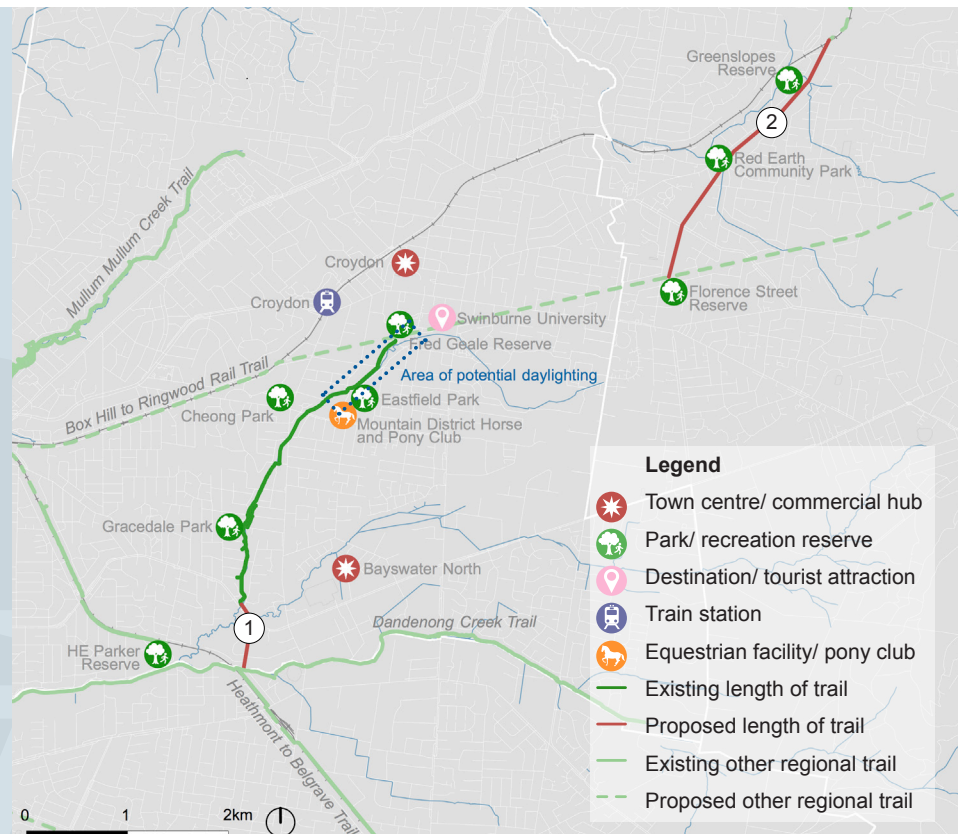 Greenslopes
Reserve
2
Red Earth
Community Park
Mullum Mullum Creek Trail
Croydon
Croydon
Florence Street
Reserve
Swinburne University
Fred Geale Reserve
Box Hill to Ringwood Rail Trail
Area of potential daylighting
Cheong Park
Eastfield Park
Mountain District Horse
and Pony Club
Gracedale Park
Bayswater North
1
Dandenong Creek Trail
HE Parker
Reserve
Heathmont to Belgrave Trail
0 1 2km
Legend
Town centre/ commercial hub
Park/ recreation reserve
Destination/ tourist attraction
Train station
Equestrian facility/ pony club
Existing length of trail
Proposed length of trail
Existing other regional trail
Proposed other regional trail